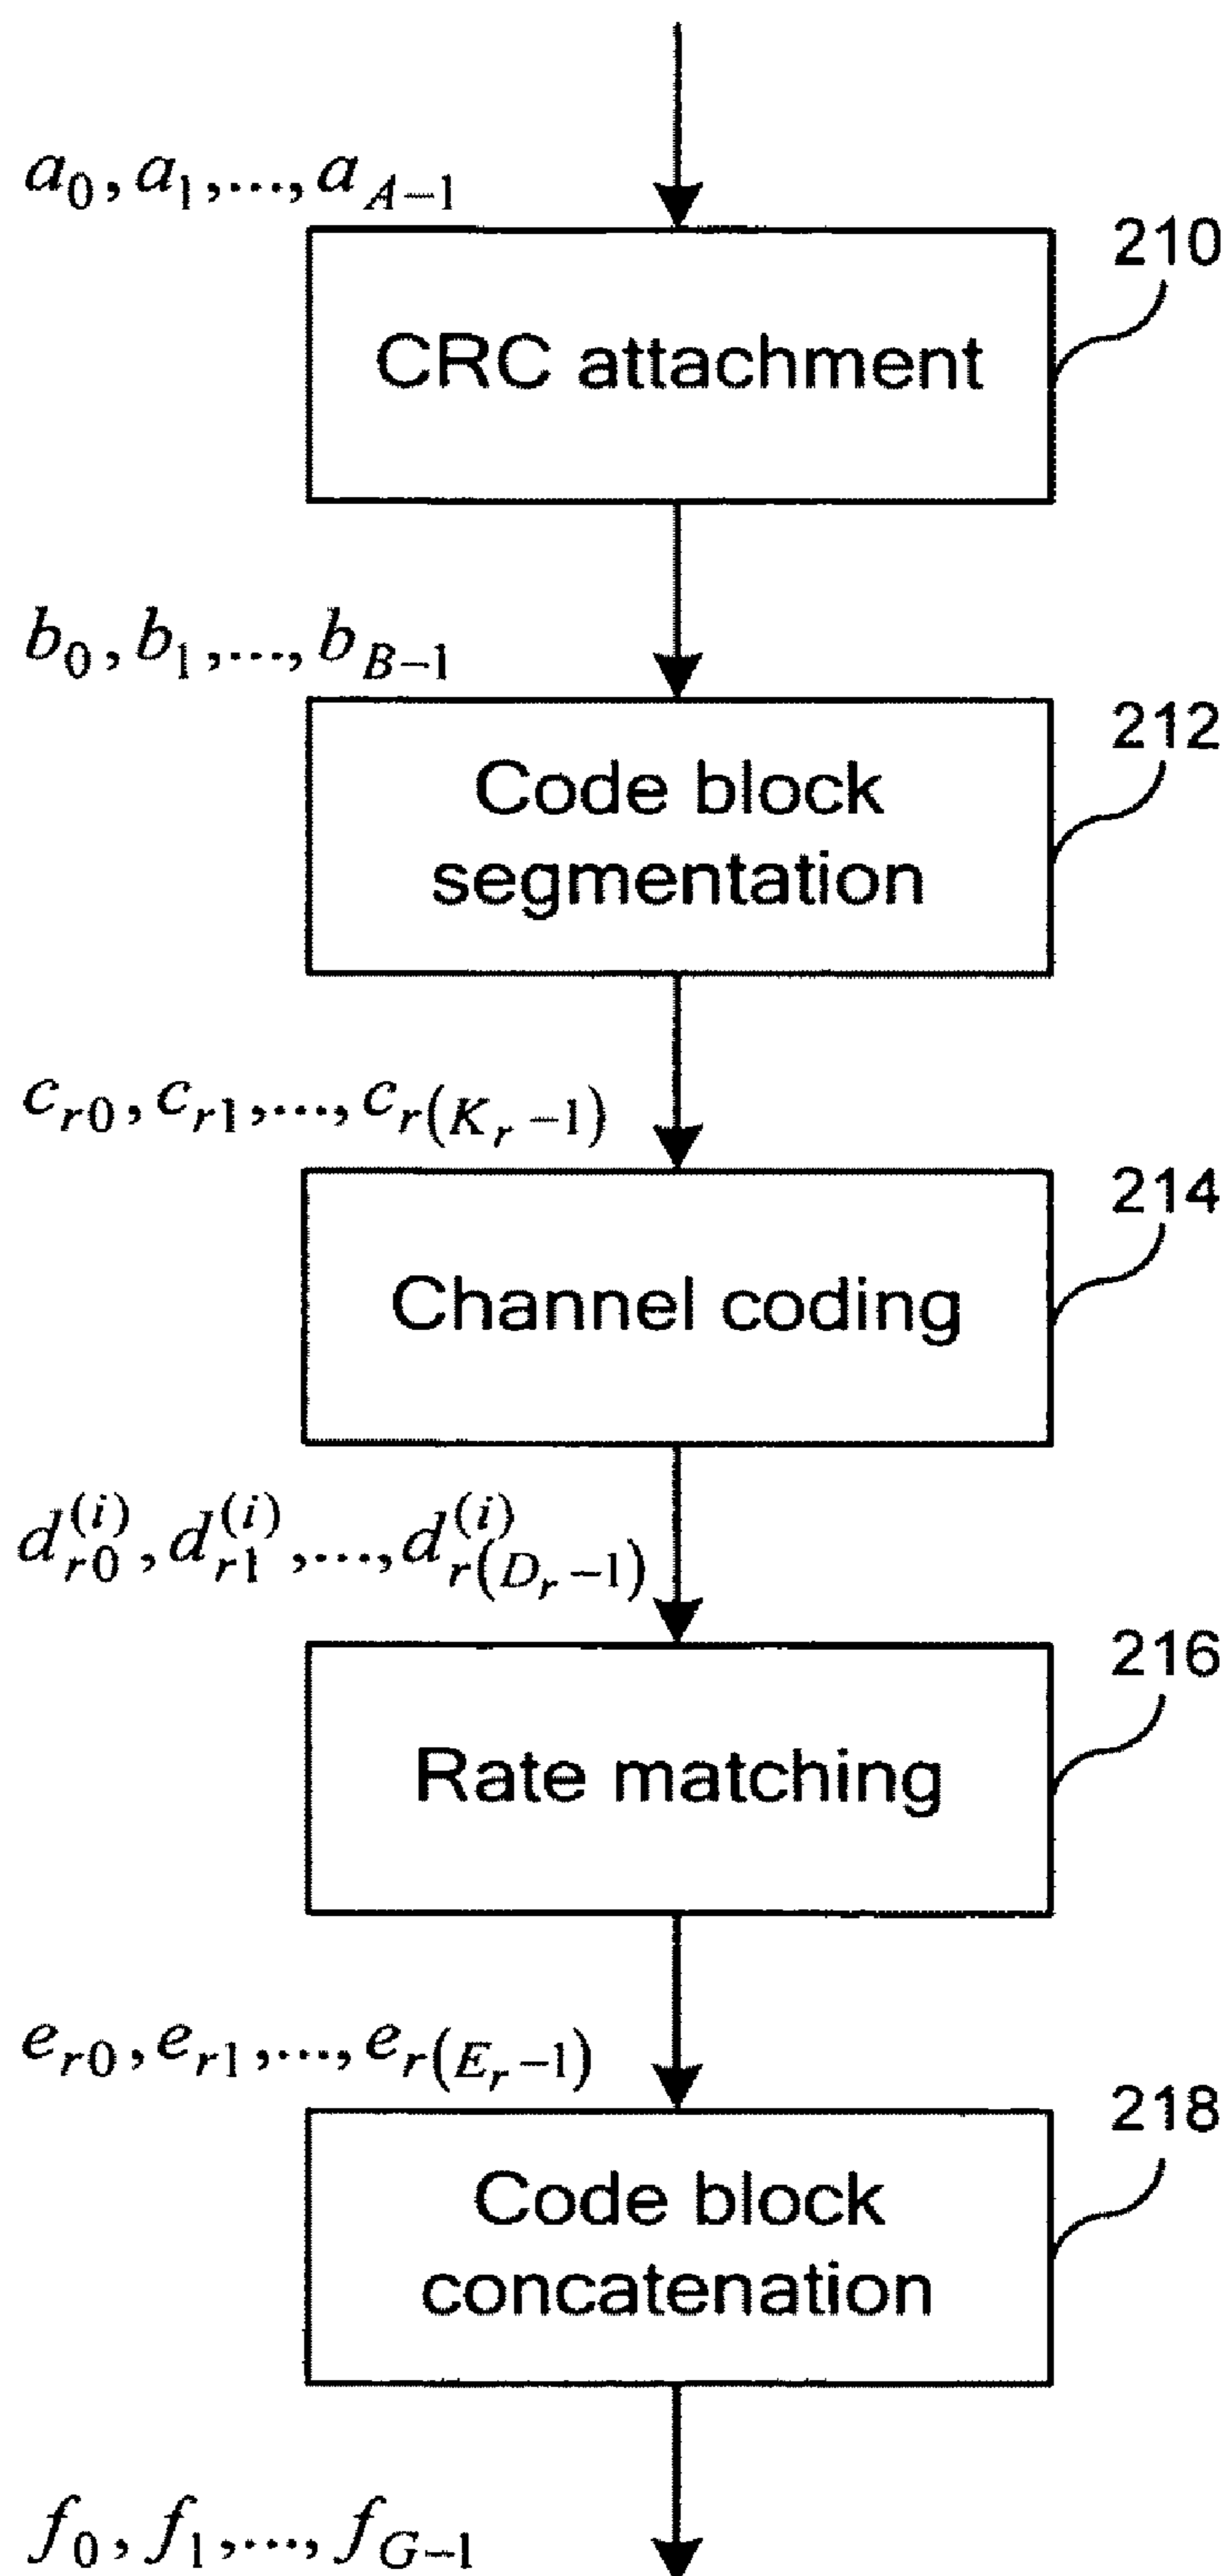 a_0, a_1, ..., a_{A-1}
210
CRC attachment
b_0, b_1, ..., b_{B-1}
212
Code block
segmentation
c_{r0}, c_{r1}, ..., c_{r(K_r-1)}
214
Channel coding
d_{r0}^{(i)}, d_{r1}^{(i)}, ..., d_{r(D_r-1)}^{(i)}
216
Rate matching
e_{r0}, e_{r1}, ..., e_{r(E_r-1)}
218
Code block
concatenation
f_0, f_1, ..., f_{G-1}